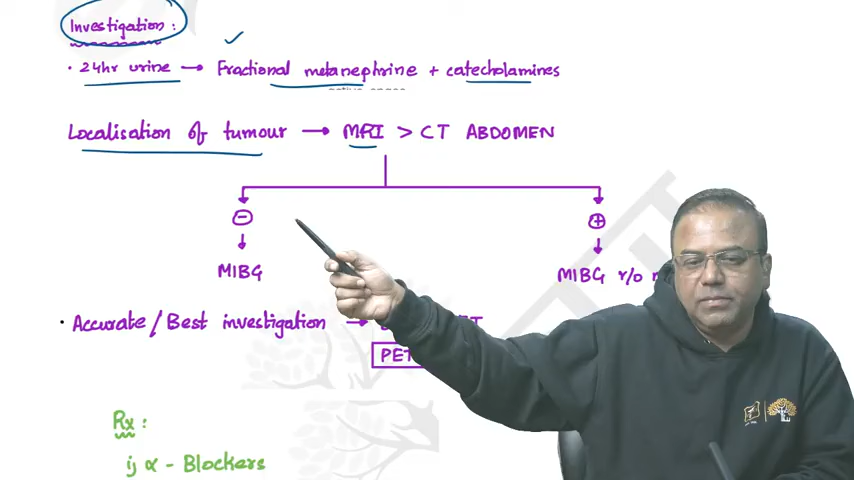 Investigation:
• 24hr urine → Fractional metanephrine + catecholamines
Localisation of tumour → MRI > CT ABDOMEN
⊖ ⊕
MIBG MIBG r/o
• Accurate/Best investigation →
PET
Rx:
i) α - Blockers